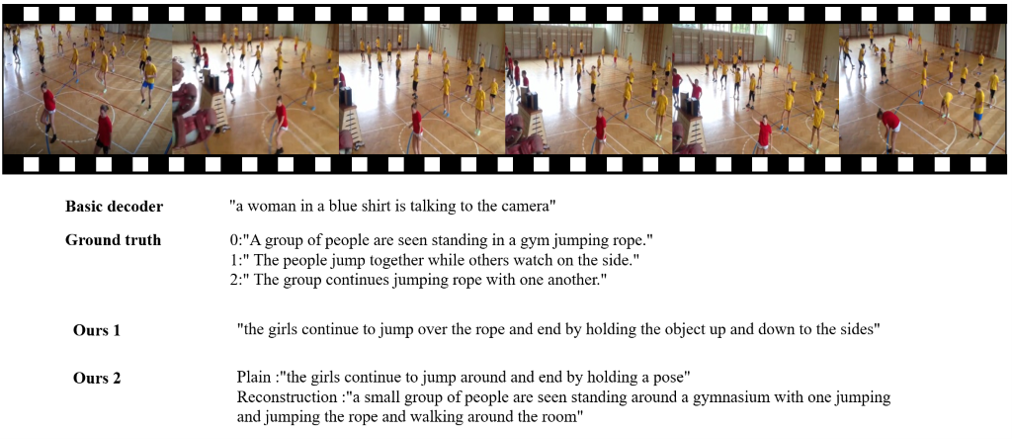 Basic decoder "a woman in a blue shirt is talking to the camera"
Ground truth 0:"A group of people are seen standing in a gym jumping rope."
1:" The people jump together while others watch on the side."
2:" The group continues jumping rope with one another."
Ours 1 "the girls continue to jump over the rope and end by holding the object up and down to the sides"
Ours 2 Plain :"the girls continue to jump around and end by holding a pose"
Reconstruction :"a small group of people are seen standing around a gymnasium with one jumping
and jumping the rope and walking around the room"